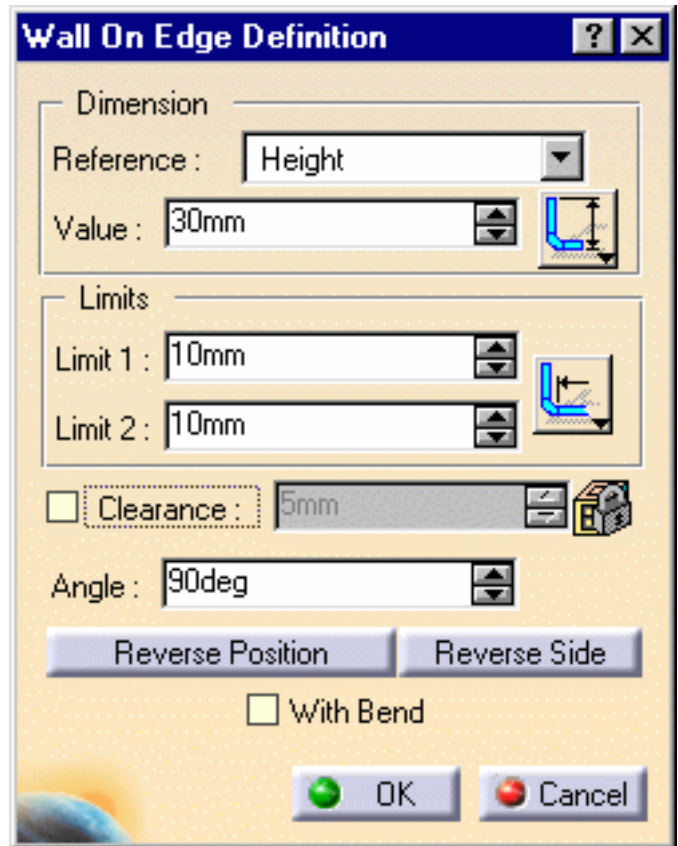 Wall On Edge Definition
Dimension
Reference : Height
Value : 30mm
Limits
Limit 1 : 10mm
Limit 2 : 10mm
Clearance : 5mm
Angle : 90deg
Reverse Position Reverse Side
With Bend
OK Cancel